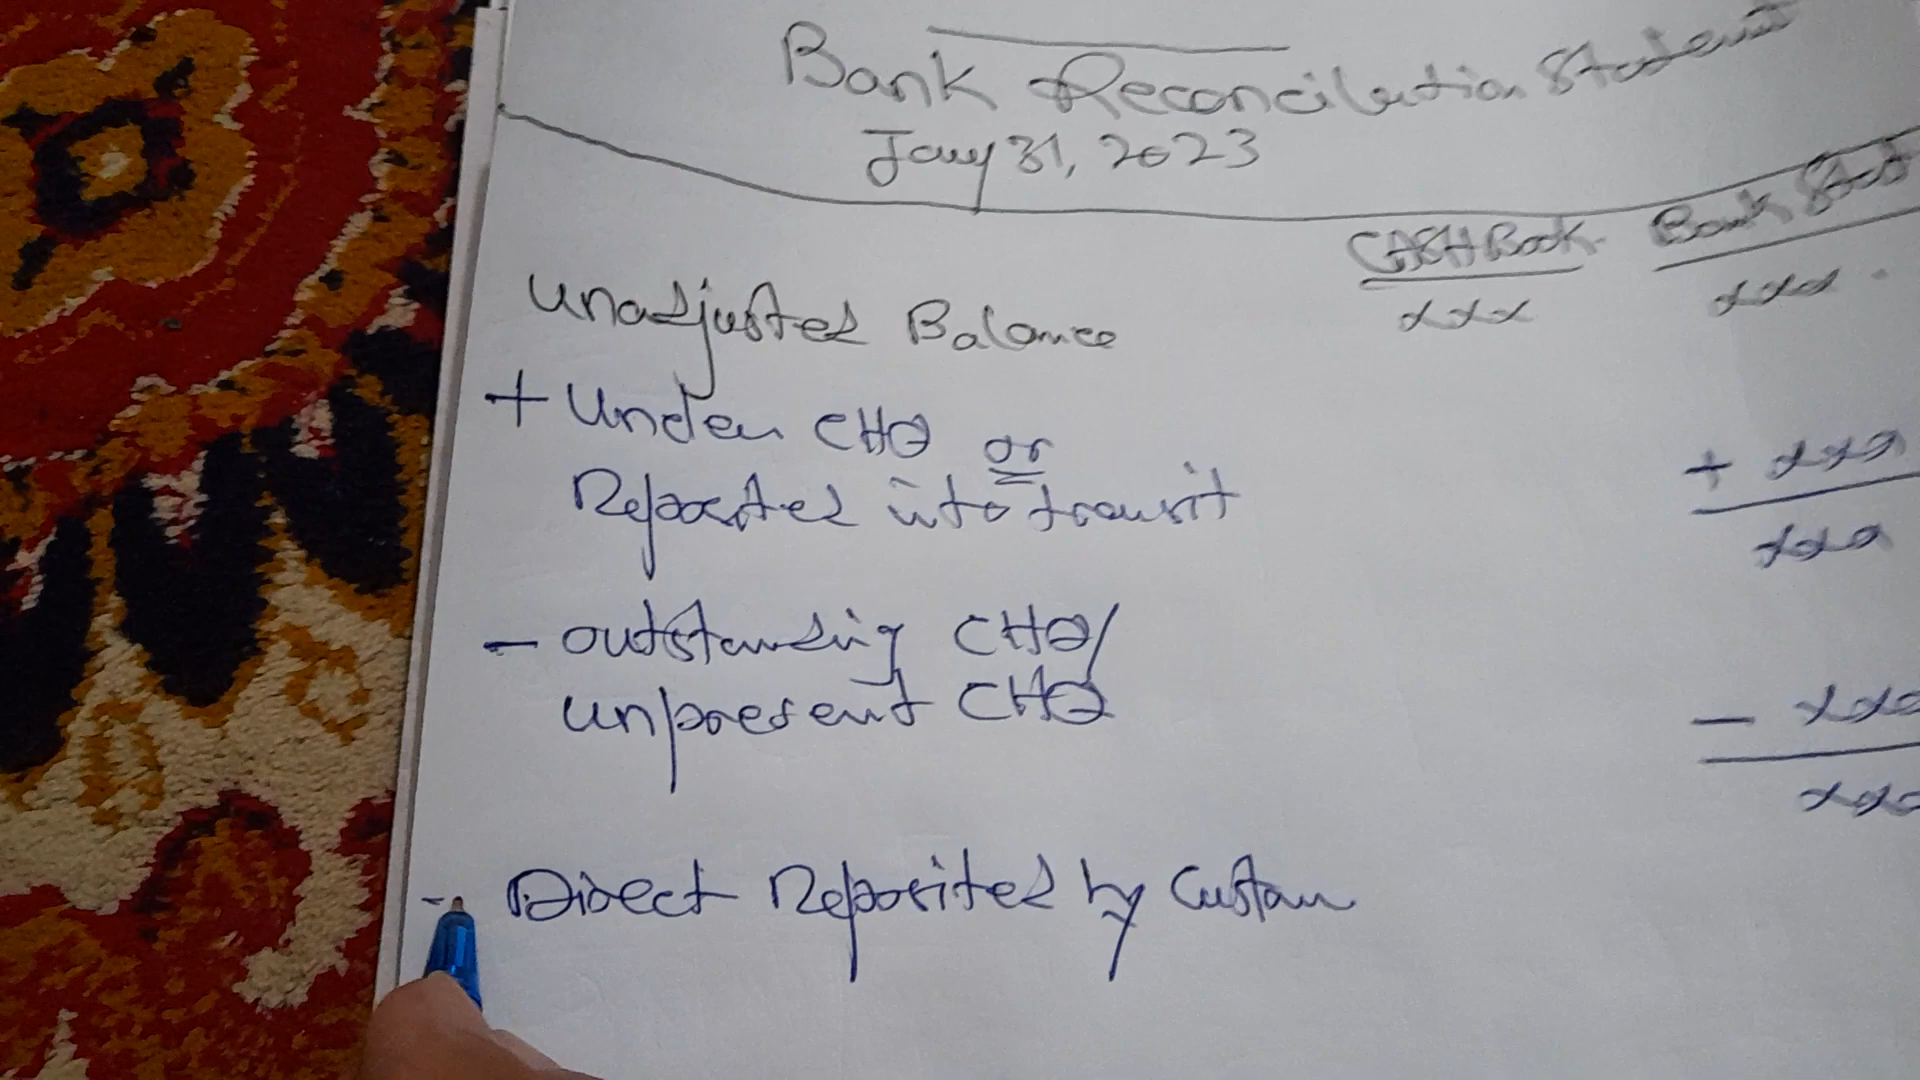 Bank Reconcilation Statement
Jany 31, 2023
CASH Book Bank Stat
Unadjusted Balance xxx xxx
+ Under CHQ or + xxx
Deposited into transit xxx
- outstanding CHQ/
unpresent CHQ - xxx
xxx
- Direct Deposited by Custom